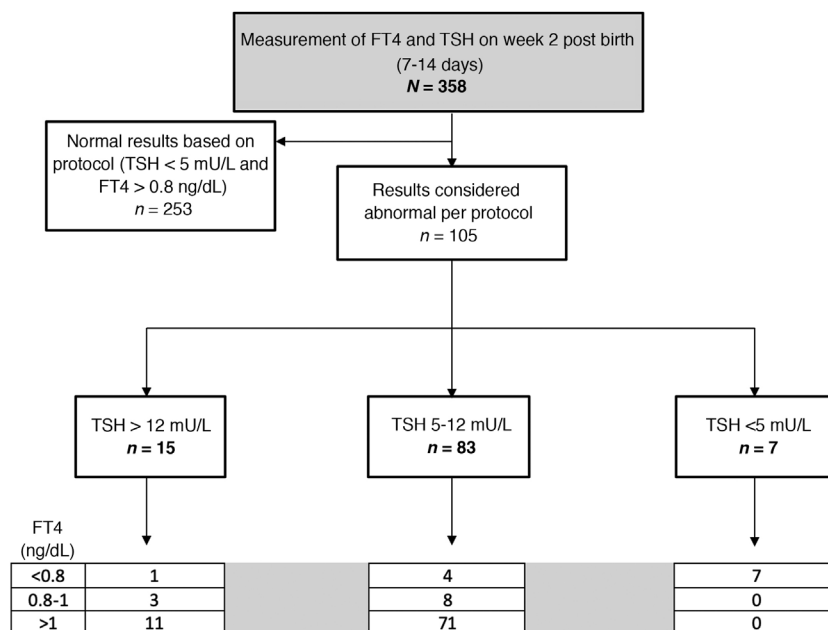 Measurement of FT4 and TSH on week 2 post birth
(7-14 days)
N = 358
Normal results based on
protocol (TSH < 5 mU/L and
FT4 > 0.8 ng/dL)
n = 253
Results considered
abnormal per protocol
n = 105
TSH > 12 mU/L
n = 15
TSH 5-12 mU/L
n = 83
TSH <5 mU/L
n = 7
FT4
(ng/dL)
<0.8 1 4 7
0.8-1 3 8 0
>1 11 71 0